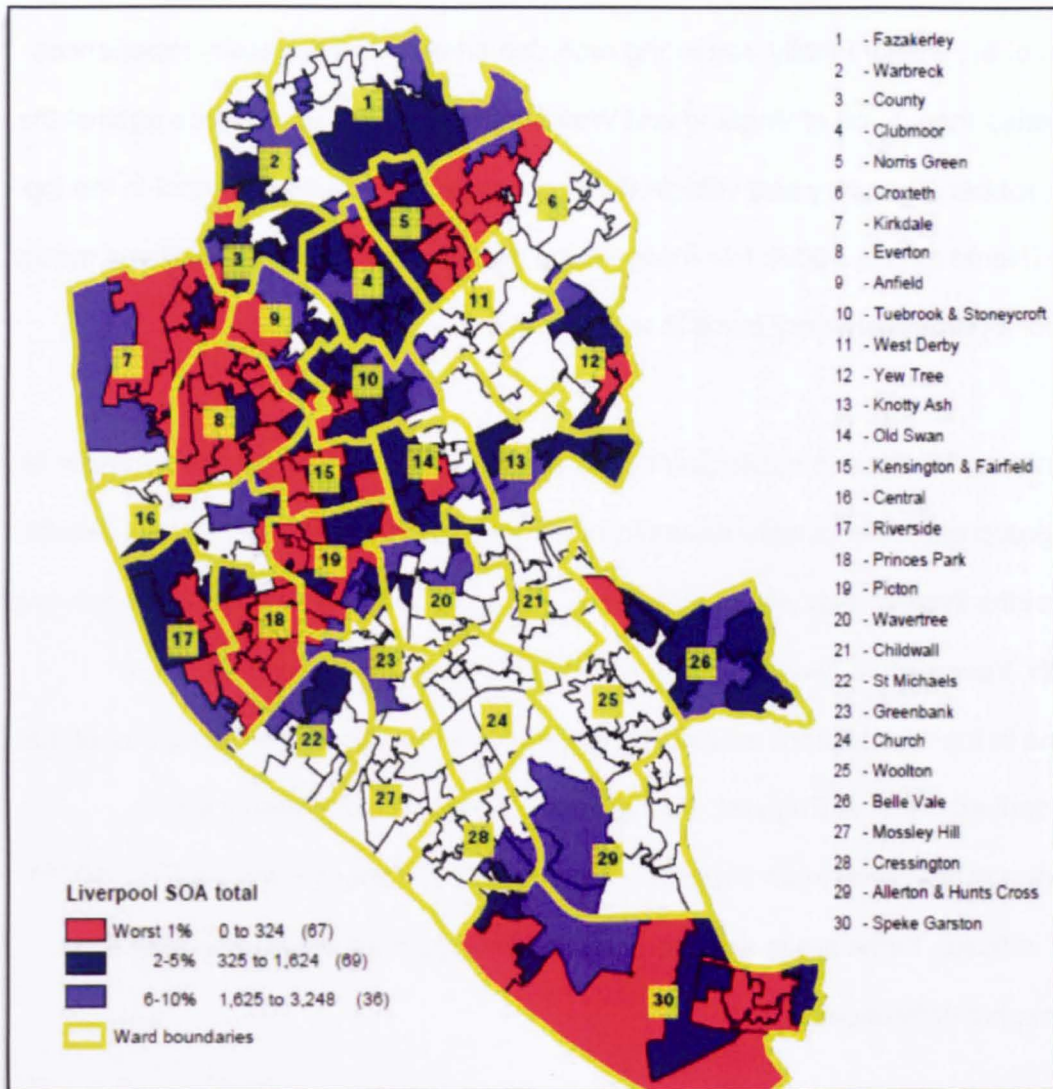 1 - Fazakerley
2 - Warbreck
3 - County
4 - Clubmoor
5 - Norris Green
6 - Croxteth
7 - Kirkdale
8 - Everton
9 - Anfield
10 - Tuebrook & Stoneycroft
11 - West Derby
12 - Yew Tree
13 - Knotty Ash
14 - Old Swan
15 - Kensington & Fairfield
16 - Central
17 - Riverside
18 - Princes Park
19 - Picton
20 - Wavertree
21 - Childwall
22 - St Michaels
23 - Greenbank
24 - Church
25 - Woolton
26 - Belle Vale
27 - Mossley Hill
28 - Cressington
29 - Allerton & Hunts Cross
30 - Speke Garston
1
2
6
5
3
4
11
9
7
12
10
8
14
13
15
16
19
20
21
18
17
23
26
25
24
22
27
28
29
30
Liverpool SOA total
Worst 1% 0 to 324 (67)
2-5% 325 to 1,624 (69)
6-10% 1,625 to 3,248 (36)
Ward boundaries